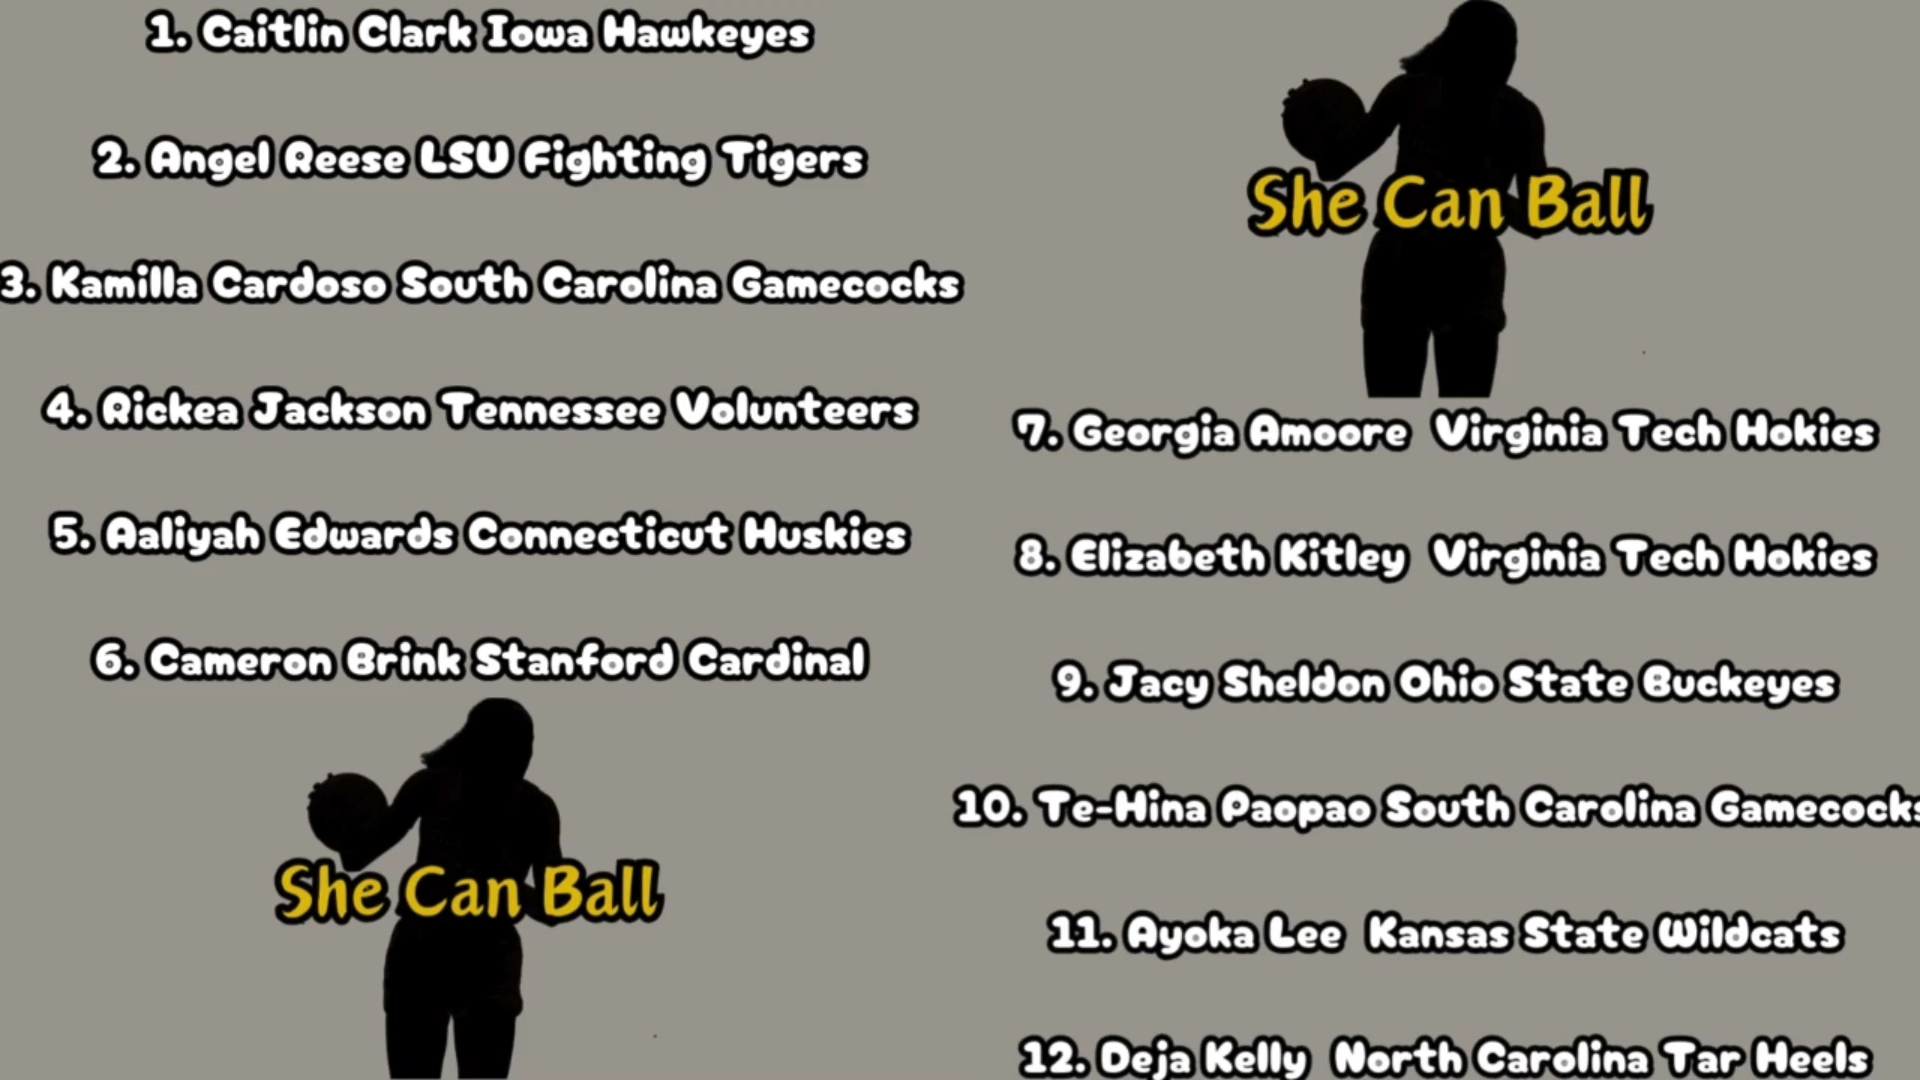 1. Caitlin Clark Iowa Hawkeyes
2. Angel Reese LSU Fighting Tigers
3. Kamilla Cardoso South Carolina Gamecocks
4. Rickea Jackson Tennessee Volunteers
5. Aaliyah Edwards Connecticut Huskies
6. Cameron Brink Stanford Cardinal
She Can Ball
She Can Ball
7. Georgia Amoore Virginia Tech Hokies
8. Elizabeth Kitley Virginia Tech Hokies
9. Jacy Sheldon Ohio State Buckeyes
10. Te-Hina Paopao South Carolina Gamecocks
11. Ayoka Lee Kansas State Wildcats
12. Deja Kelly North Carolina Tar Heels